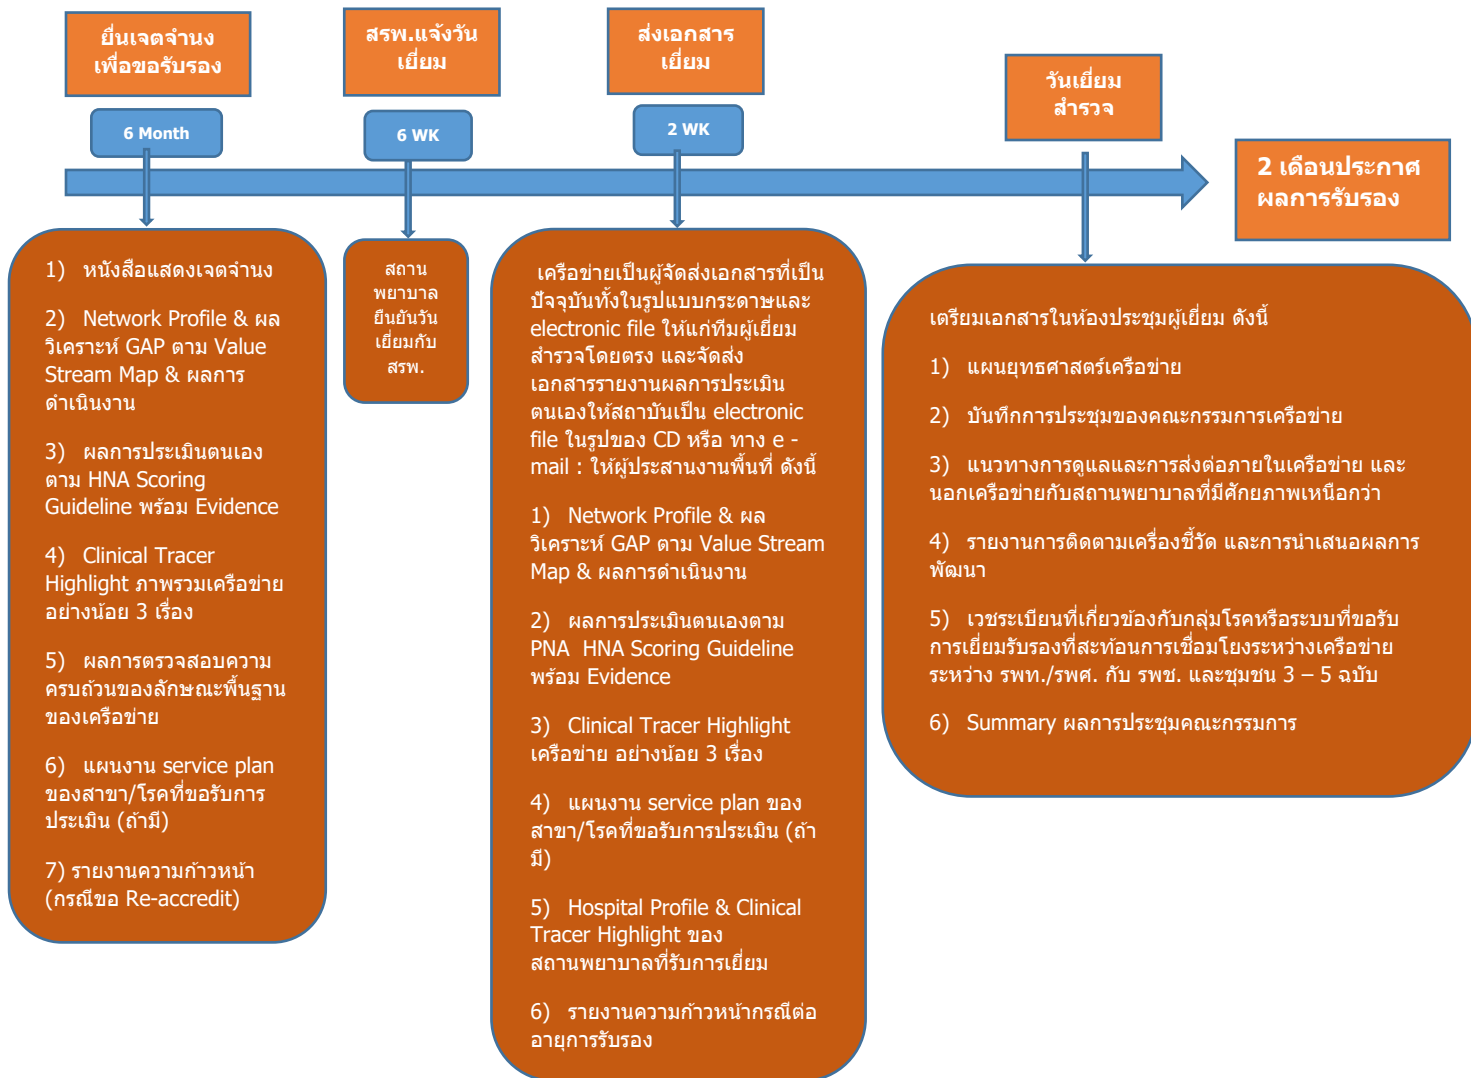 ยื่นเจตจำนง
เพื่อขอรับรอง
สรพ.แจ้งวัน
เยี่ยม
ส่งเอกสาร
เยี่ยม
วันเยี่ยม
สำรวจ
6 Month
6 WK
2 WK
2 เดือนประกาศ
ผลการรับรอง
1) หนังสือแสดงเจตจำนง
2) Network Profile & ผล
วิเคราะห์ GAP ตาม Value
Stream Map & ผลการ
ดำเนินงาน
3) ผลการประเมินตนเอง
ตาม HNA Scoring
Guideline พร้อม Evidence
4) Clinical Tracer
Highlight ภาพรวมเครือข่าย
อย่างน้อย 3 เรื่อง
5) ผลการตรวจสอบความ
ครบถ้วนของลักษณะพื้นฐาน
ของเครือข่าย
6) แผนงาน service plan
ของสาขา/โรคที่ขอรับการ
ประเมิน (ถ้ามี)
7) รายงานความก้าวหน้า
(กรณีขอ Re-accredit)
สถาน
พยาบาล
ยืนยันวัน
เยี่ยมกับ
สรพ.
เครือข่ายเป็นผู้จัดส่งเอกสารที่เป็น
ปัจจุบันทั้งในรูปแบบกระดาษและ
electronic file ให้แก่ทีมผู้เยี่ยม
สำรวจโดยตรง และจัดส่ง
เอกสารรายงานผลการประเมิน
ตนเองให้สถาบันเป็น electronic
file ในรูปของ CD หรือ ทาง e -
mail : ให้ผู้ประสานงานพื้นที่ ดังนี้
1) Network Profile & ผล
วิเคราะห์ GAP ตาม Value Stream
Map & ผลการดำเนินงาน
2) ผลการประเมินตนเองตาม
PNA HNA Scoring Guideline
พร้อม Evidence
3) Clinical Tracer Highlight
เครือข่าย อย่างน้อย 3 เรื่อง
4) แผนงาน service plan ของ
สาขา/โรคที่ขอรับการประเมิน (ถ้า
มี)
5) Hospital Profile & Clinical
Tracer Highlight ของ
สถานพยาบาลที่รับการเยี่ยม
6) รายงานความก้าวหน้ากรณีต่อ
อายุการรับรอง
เตรียมเอกสารในห้องประชุมผู้เยี่ยม ดังนี้
1) แผนยุทธศาสตร์เครือข่าย
2) บันทึกการประชุมของคณะกรรมการเครือข่าย
3) แนวทางการดูแลและการส่งต่อภายในเครือข่าย และ
นอกเครือข่ายกับสถานพยาบาลที่มีศักยภาพเหนือกว่า
4) รายงานการติดตามเครื่องชี้วัด และการนำเสนอผลการ
พัฒนา
5) เวชระเบียนที่เกี่ยวข้องกับกลุ่มโรคหรือระบบที่ขอรับ
การเยี่ยมรับรองที่สะท้อนการเชื่อมโยงระหว่างเครือข่าย
ระหว่าง รพท./รพศ. กับ รพช. และชุมชน 3 – 5 ฉบับ
6) Summary ผลการประชุมคณะกรรมการ